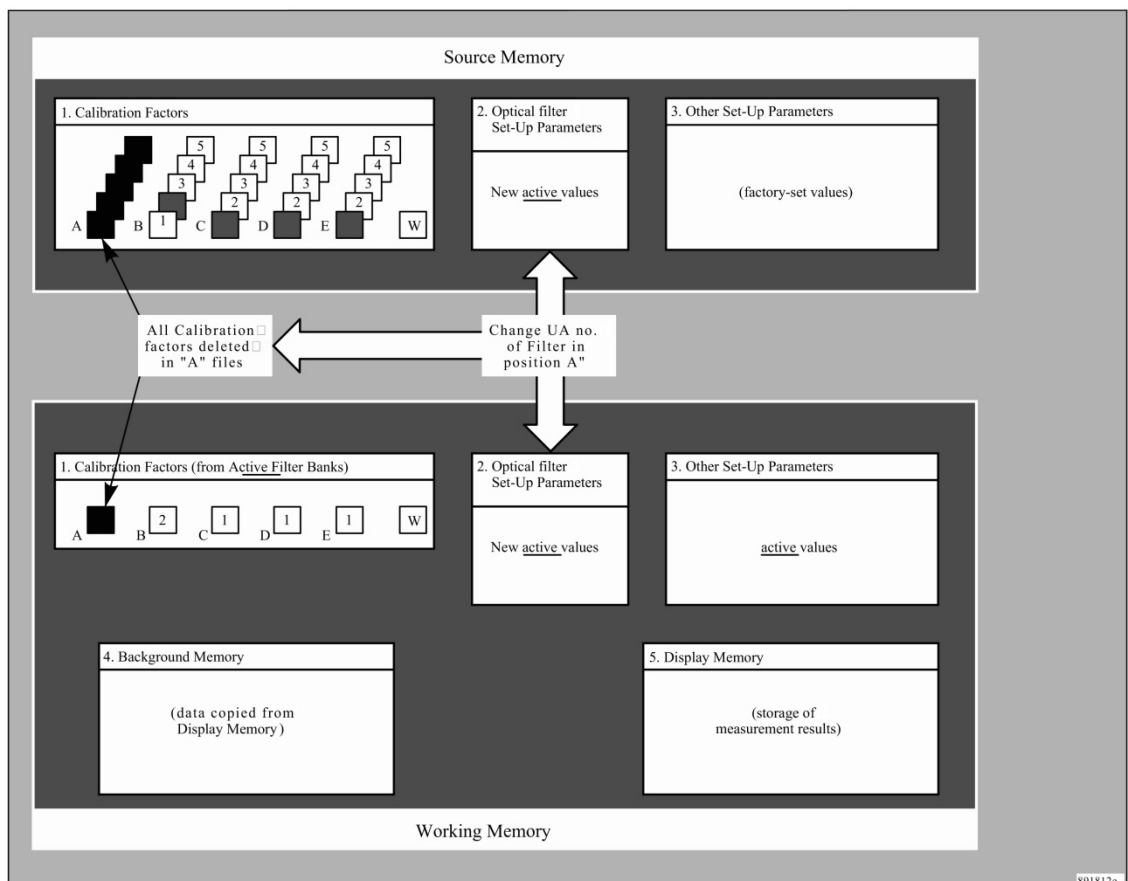 Source Memory
1. Calibration Factors
5 5 5 5
4 4 4 4
3 3 3 3
2 2 2
A B 1 C D E W
2. Optical filter
Set-Up Parameters
New active values
3. Other Set-Up Parameters
(factory-set values)
All Calibration
factors deleted
in "A" files
Change UA no.
of Filter in
position A"
1. Calibration Factors (from Active Filter Banks)
A B 2 C 1 D 1 E 1 W
2. Optical filter
Set-Up Parameters
New active values
3. Other Set-Up Parameters
active values
4. Background Memory
(data copied from
Display Memory)
5. Display Memory
(storage of
measurement results)
Working Memory